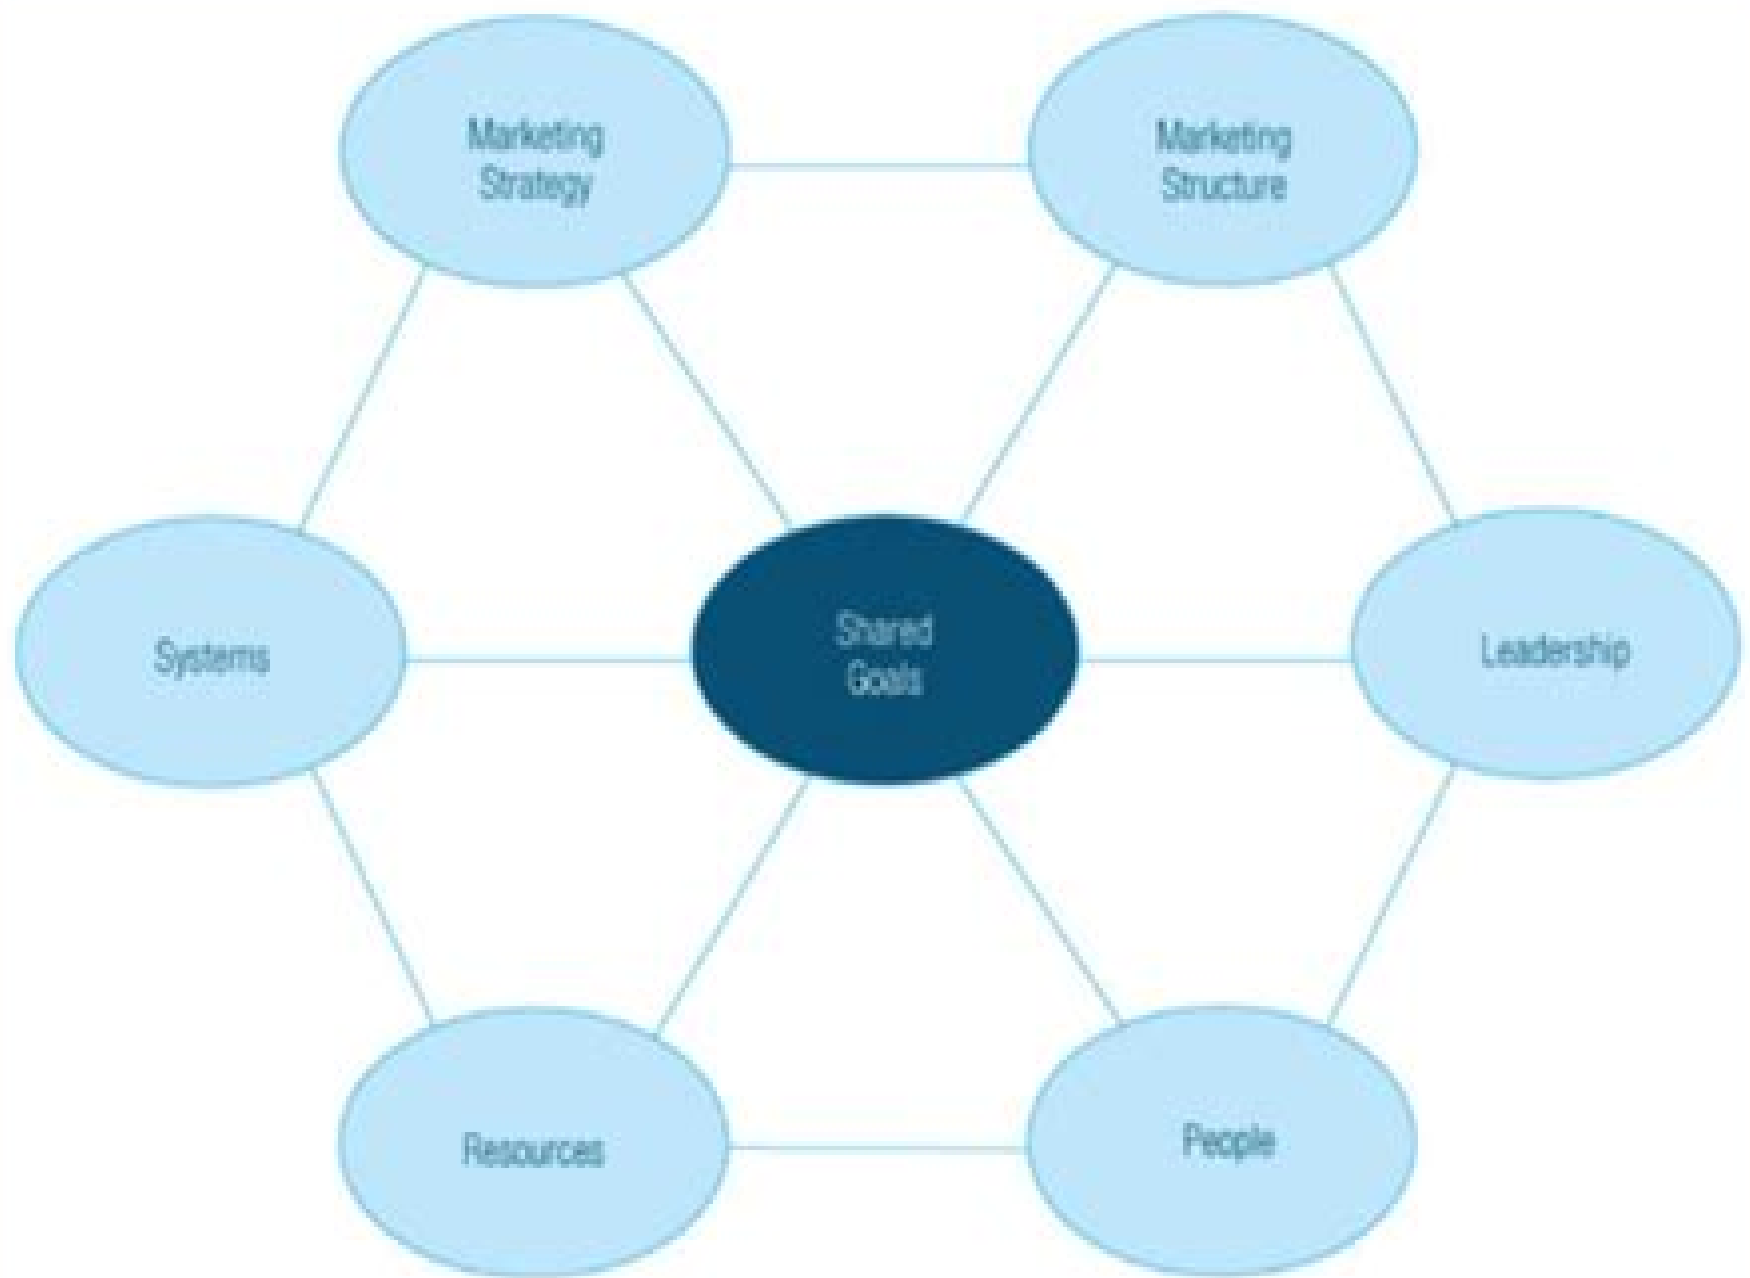 Marketing
Strategy
Marketing
Structure
Systems
Shared
Goals
Leadership
Resources
People